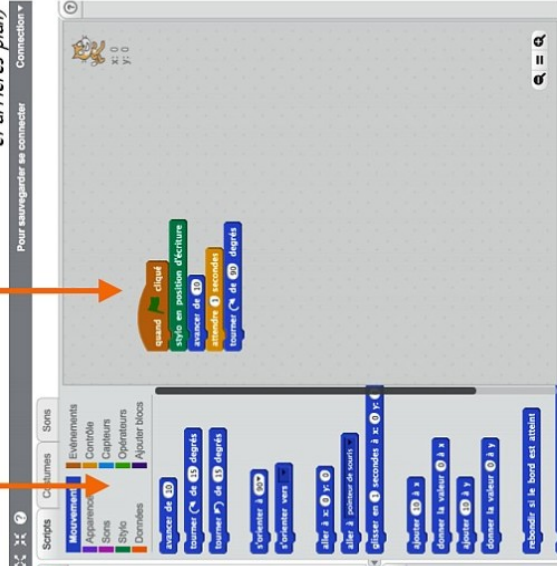 et arrières plan)
Pour sauvegarder se connecter
Connection
Scripts
Costumes
Sons
Mouvement
Evénements
Apparence
Contrôle
Sons
Capteurs
Stylo
Opérateurs
Données
Ajouter blocs
avancer de 10
tourner de 15 degrés
tourner de 15 degrés
s'orienter à 90
s'orienter vers
aller à x: 0 y: 0
aller à pointeur de souris
glisser en 1 secondes à x: 0 y: 0
ajouter 10 à x
donner la valeur 0 à x
ajouter 10 à y
donner la valeur 0 à y
rebondir si le bord est atteint
quand cliqué
stylo en position d'écriture
avancer de 10
attendre 1 secondes
tourner de 90 degrés
x: 0
y: 0